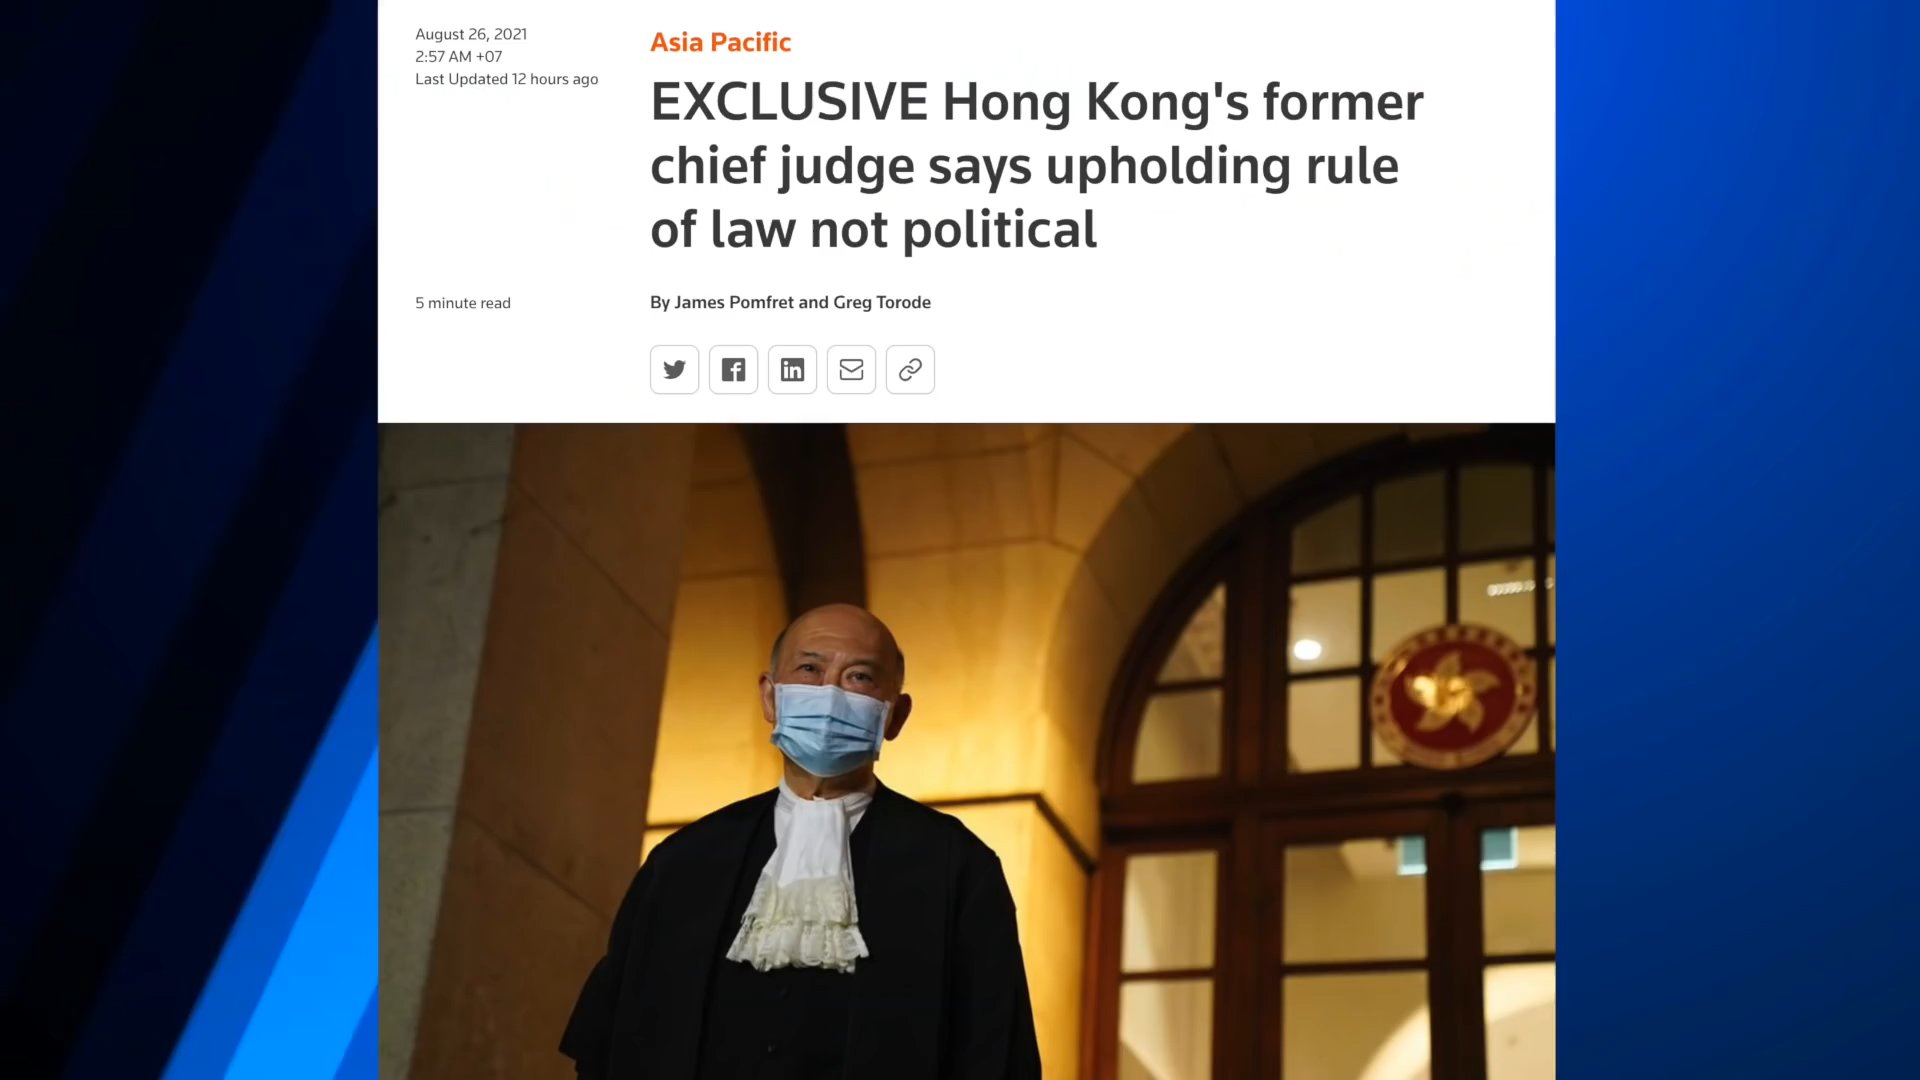 August 26, 2021
2:57 AM +07
Last Updated 12 hours ago
Asia Pacific
EXCLUSIVE Hong Kong's former
chief judge says upholding rule
of law not political
5 minute read
By James Pomfret and Greg Torode